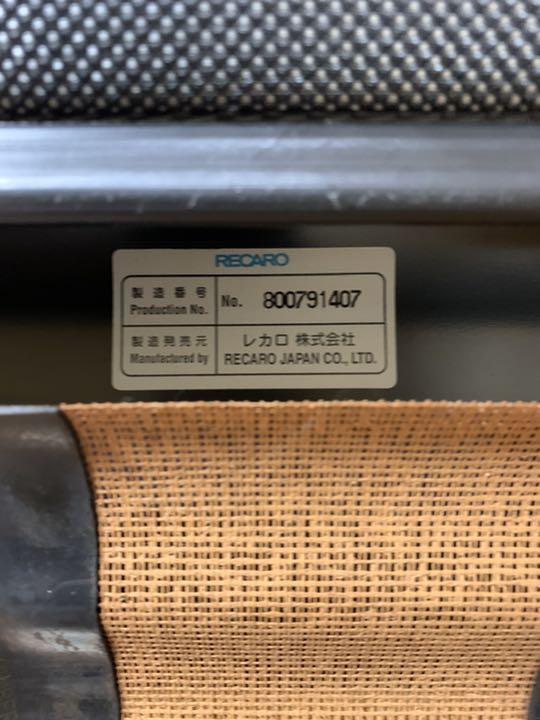 RECARO
製造番号 No. 800791407
Production No.
製造発売元 レカロ 株式会社
Manufactured by RECARO JAPAN CO., LTD.